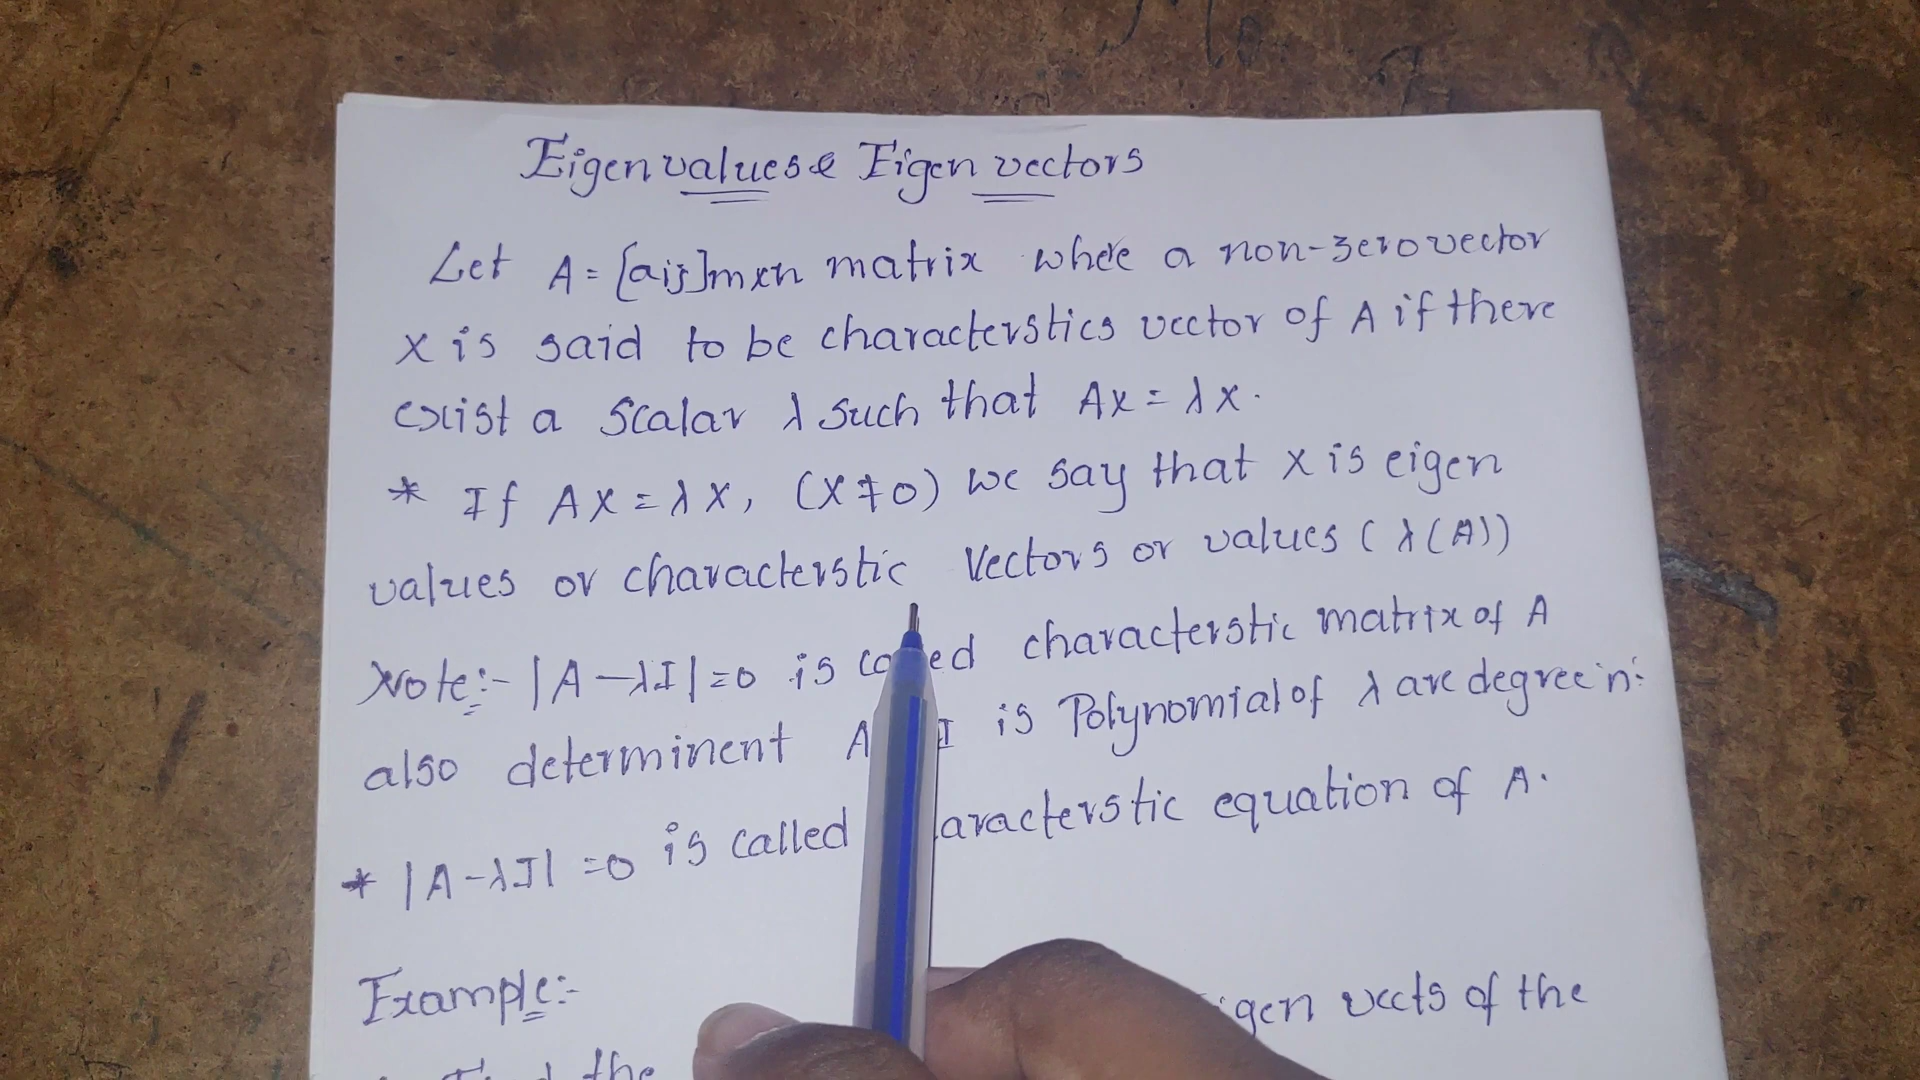 Eigen values & Eigen vectors
Let A = [aij]mxn matrix where a non-zero vector
X is said to be characterstics vector of A if there
exist a scalar λ such that AX = λX.
* If AX = λX, (X ≠ 0) we say that X is eigen
values or characterstic Vectors or values (λ(A))
Note:- |A-λI|=0 is called characterstic matrix of A
also determinent A I is Polynomial of λ are degree 'n'
* |A-λI| =0 is called characterstic equation of A.
Example:- vects of the
the